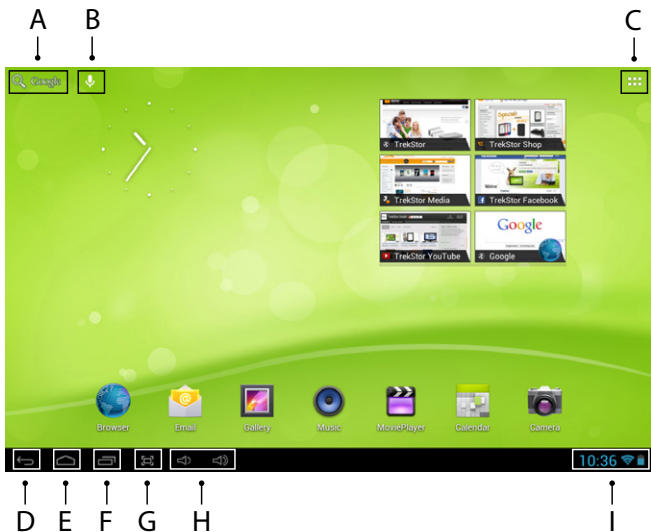 A B C
Google
TrekStor TrekStor Shop
TrekStor Media TrekStor Facebook
Google
TrekStor YouTube Google
Browser Email Gallery Music MoviePlayer Calendar Camera
10:36
D E F G H I